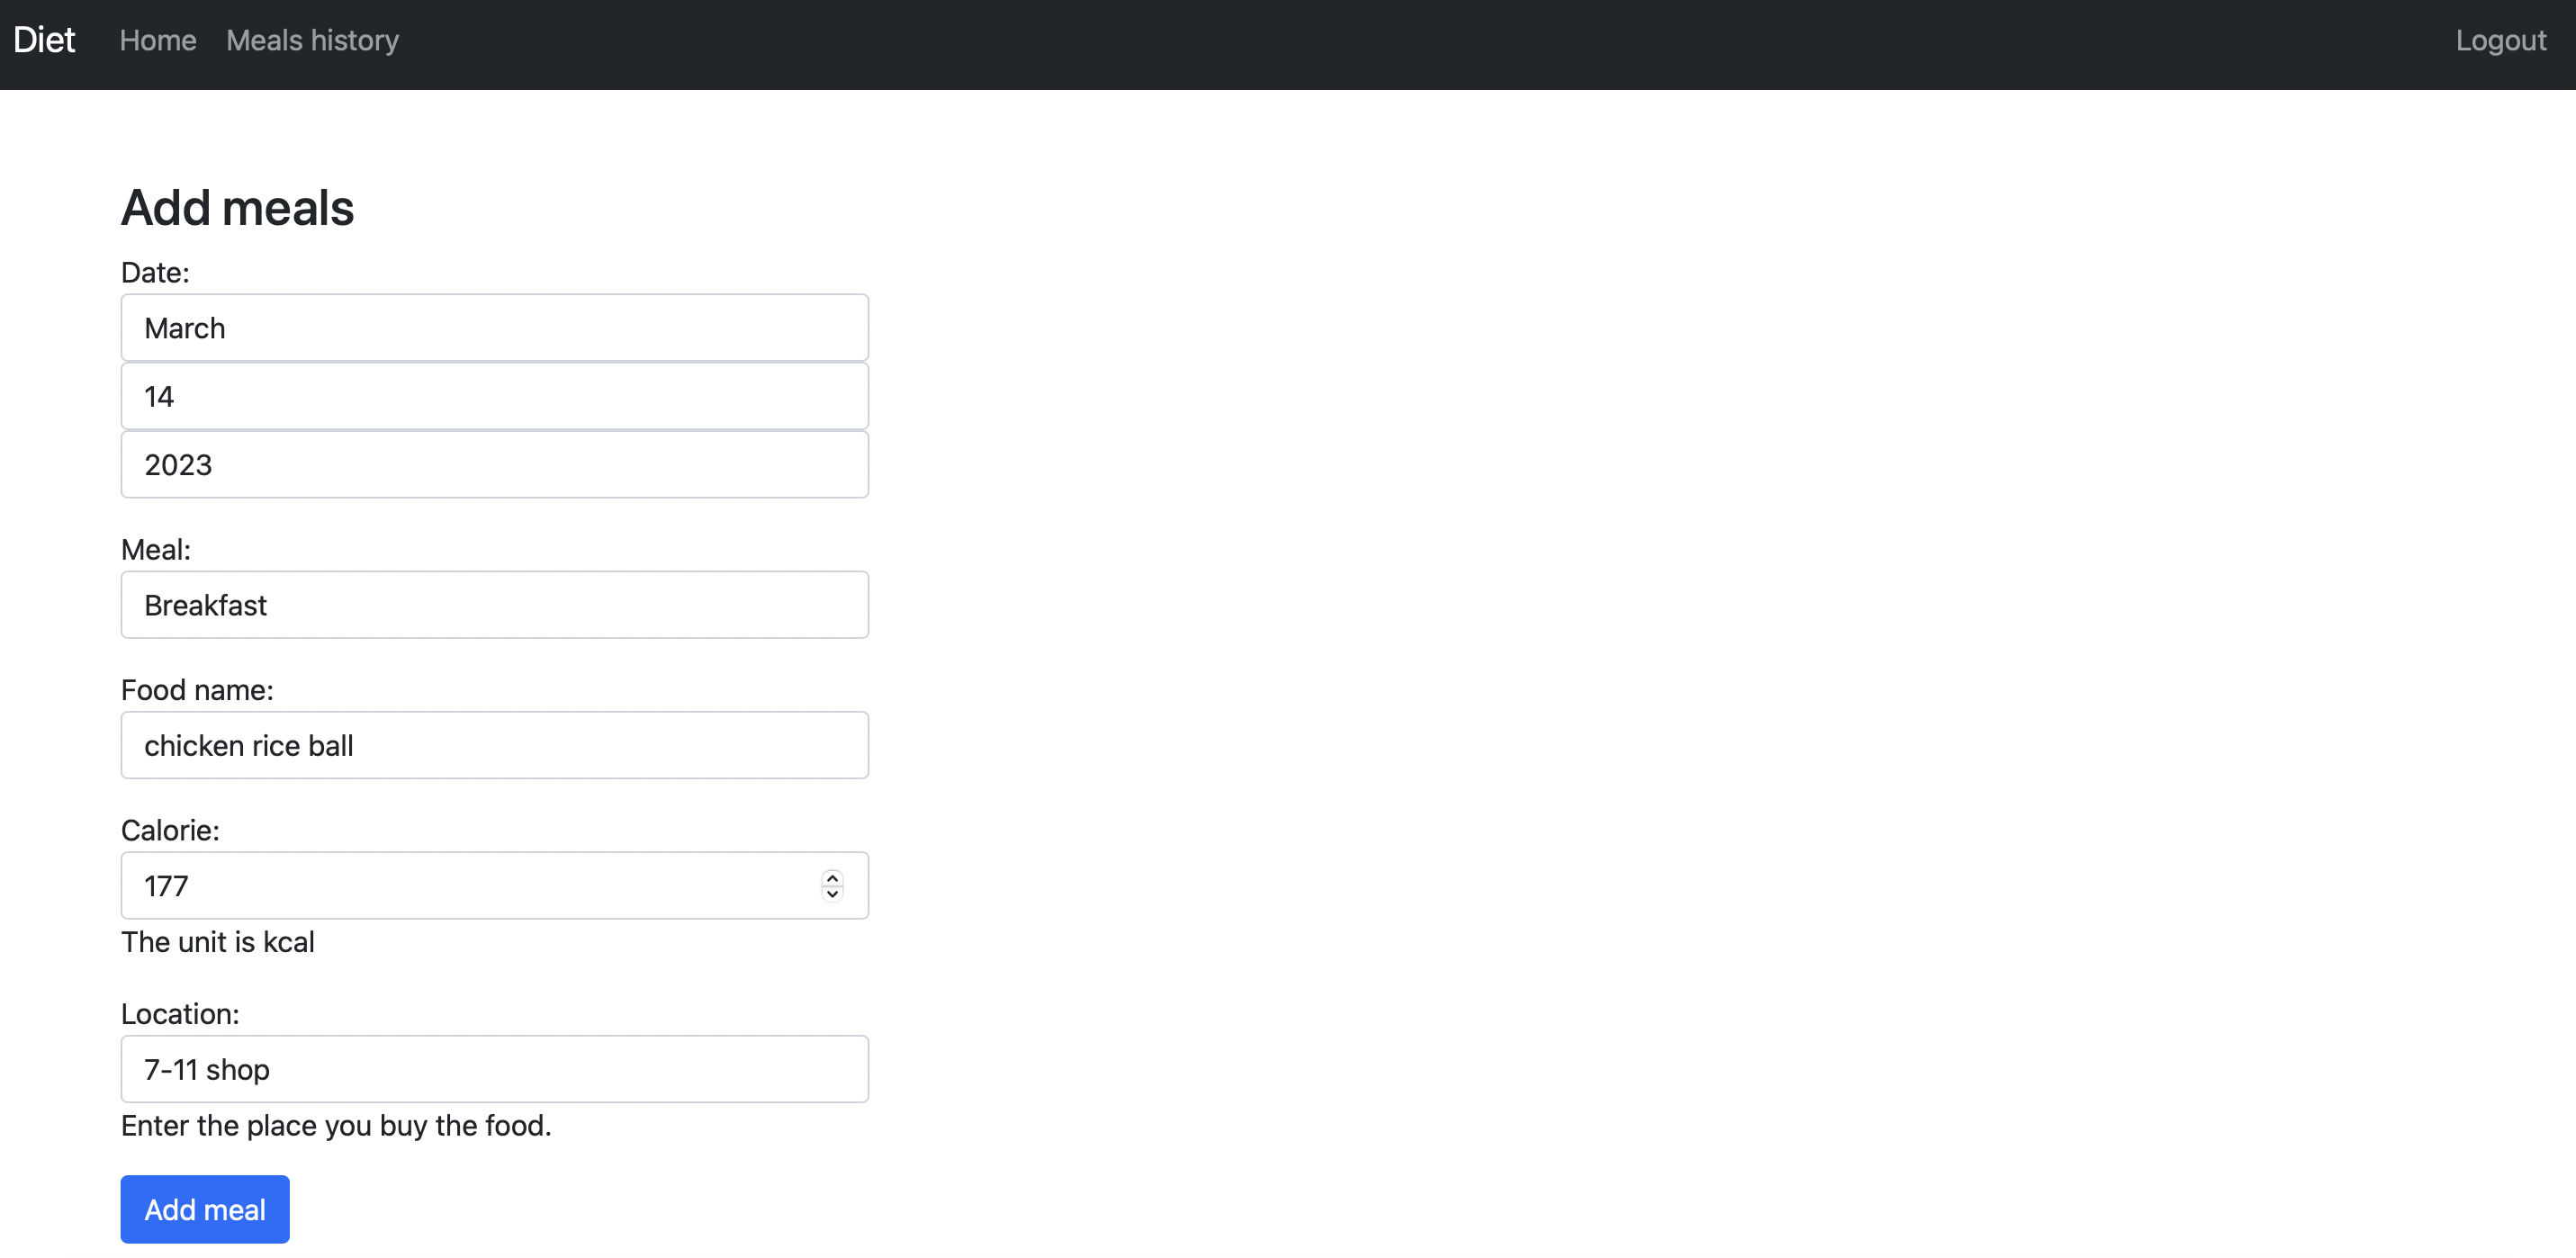 Diet Home Meals history Logout
Add meals
Date:
March
14
2023
Meal:
Breakfast
Food name:
chicken rice ball
Calorie:
177
The unit is kcal
Location:
7-11 shop
Enter the place you buy the food.
Add meal